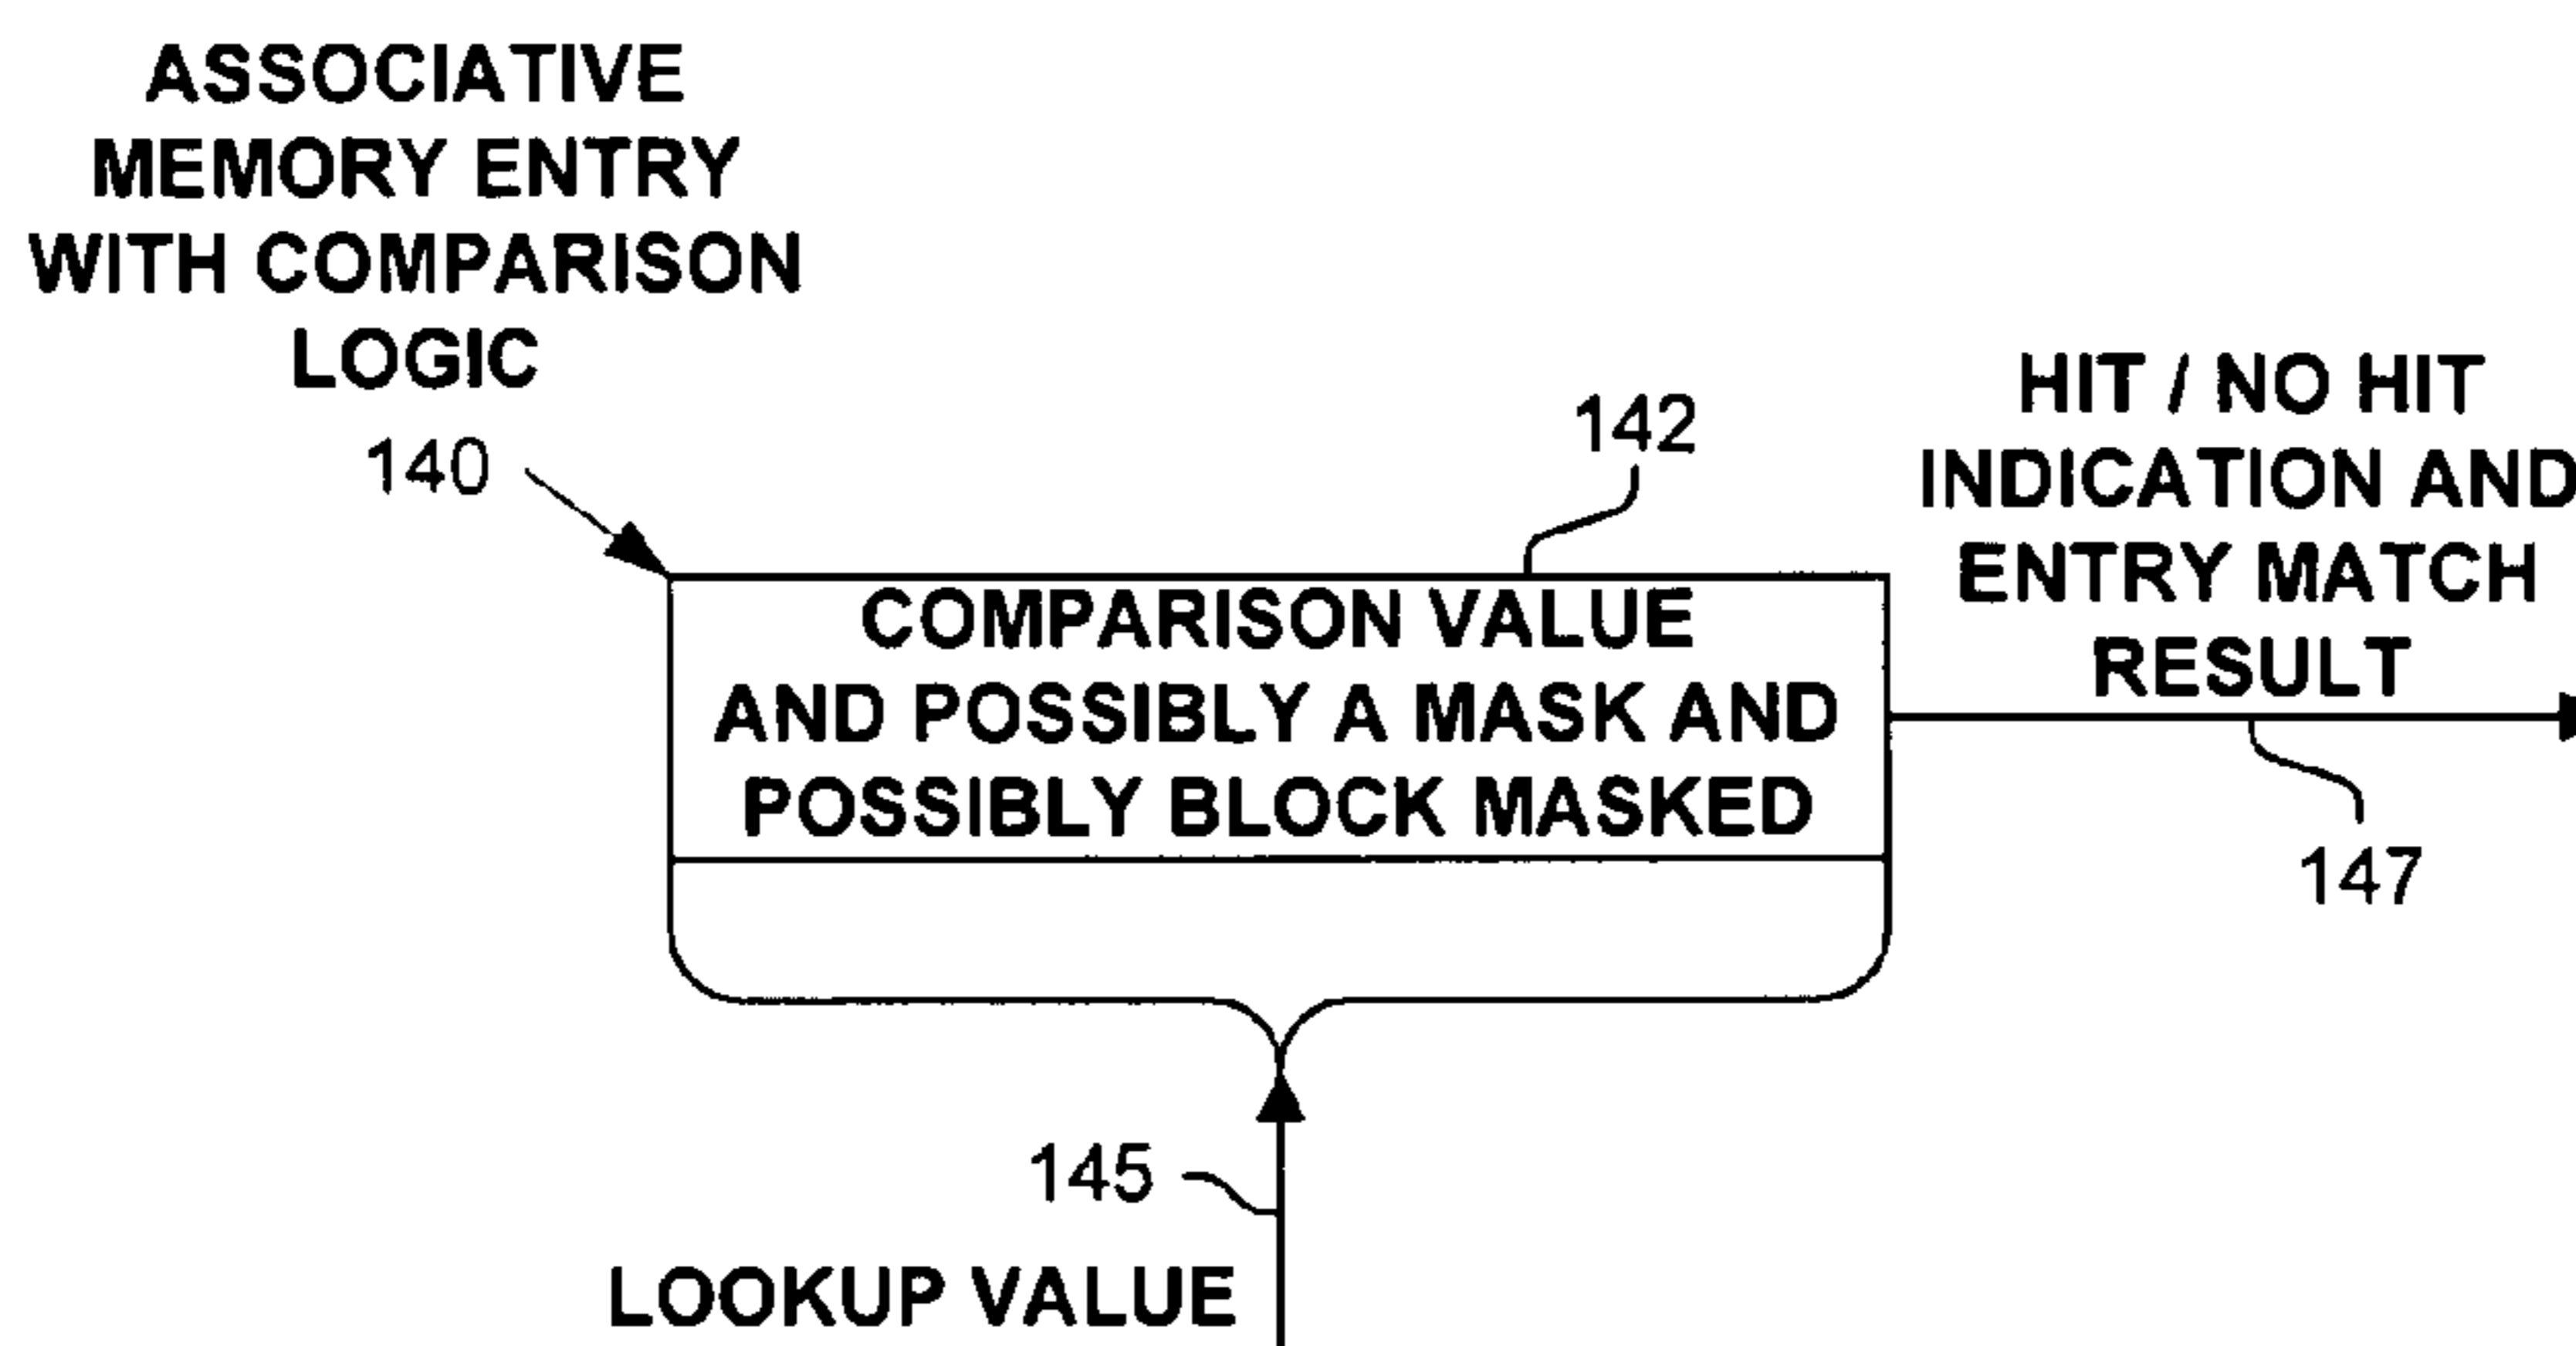 ASSOCIATIVE
MEMORY ENTRY
WITH COMPARISON
LOGIC
140
142
HIT / NO HIT
INDICATION AND
ENTRY MATCH
RESULT
COMPARISON VALUE
AND POSSIBLY A MASK AND
POSSIBLY BLOCK MASKED
147
145
LOOKUP VALUE